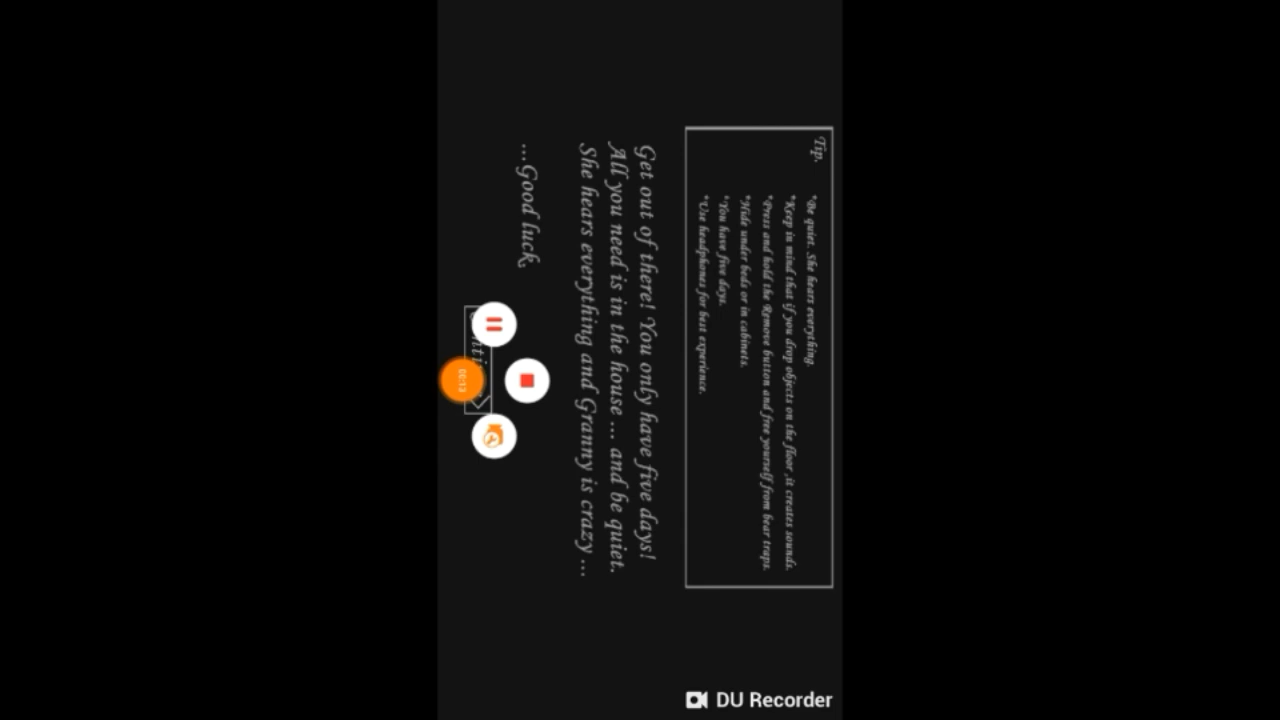 Tip.
*Be quiet. She hears everything.
*Keep in mind that if you drop objects on the floor ,it creates sounds.
*Press and hold the Remove button and free yourself from bear traps.
*Hide under beds or in cabinets.
*You have five days.
*Use headphones for best experience.
Get out of there! You only have five days!
All you need is in the house ... and be quiet.
She hears everything and Granny is crazy ...
...Good luck,
00:13
DU Recorder